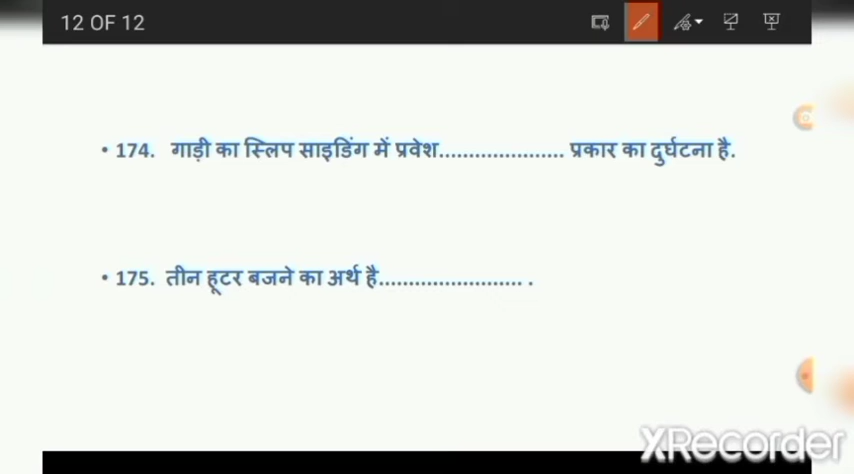 12 OF 12
• 174. गाड़ी का स्लिप साइडिंग में प्रवेश..................... प्रकार का दुर्घटना है.
• 175. तीन हूटर बजने का अर्थ है........................ .
XRecorder